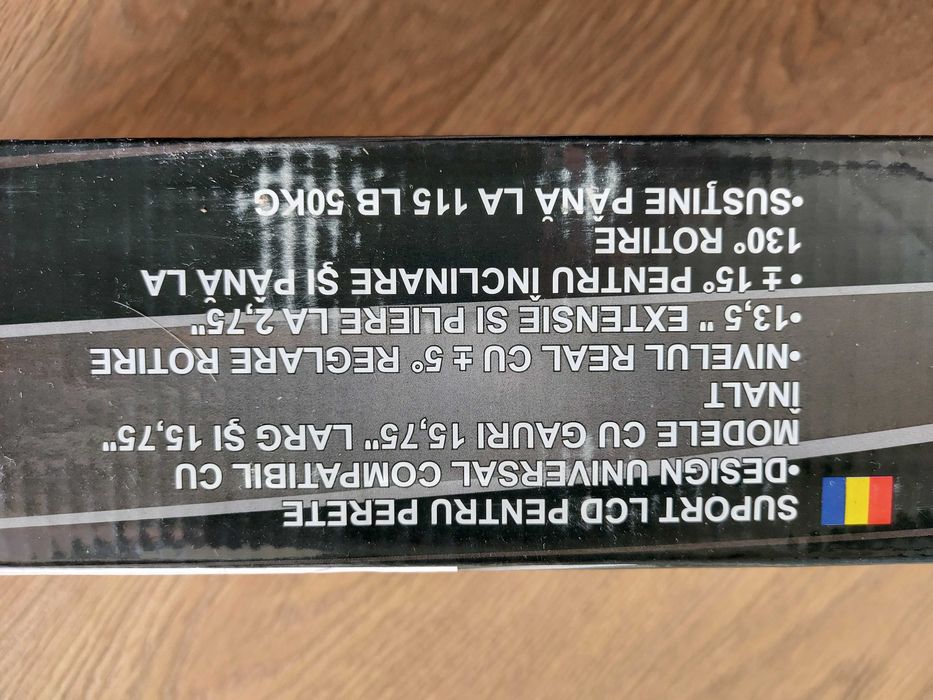 SUPORT LCD PENTRU PERETE
•DESIGN UNIVERSAL COMPATIBIL CU
MODELE CU GAURI 15,75" LARG ŞI 15,75"
ÎNALT
•NIVELUL REAL CU ± 5° REGLARE ROTIRE
•13,5 " EXTENSIE SI PLIERE LA 2,75"
• ± 15° PENTRU ÎNCLINARE ŞI PÂNĂ LA
130° ROTIRE
•SUSŢINE PÂNĂ LA 115 LB 50KG